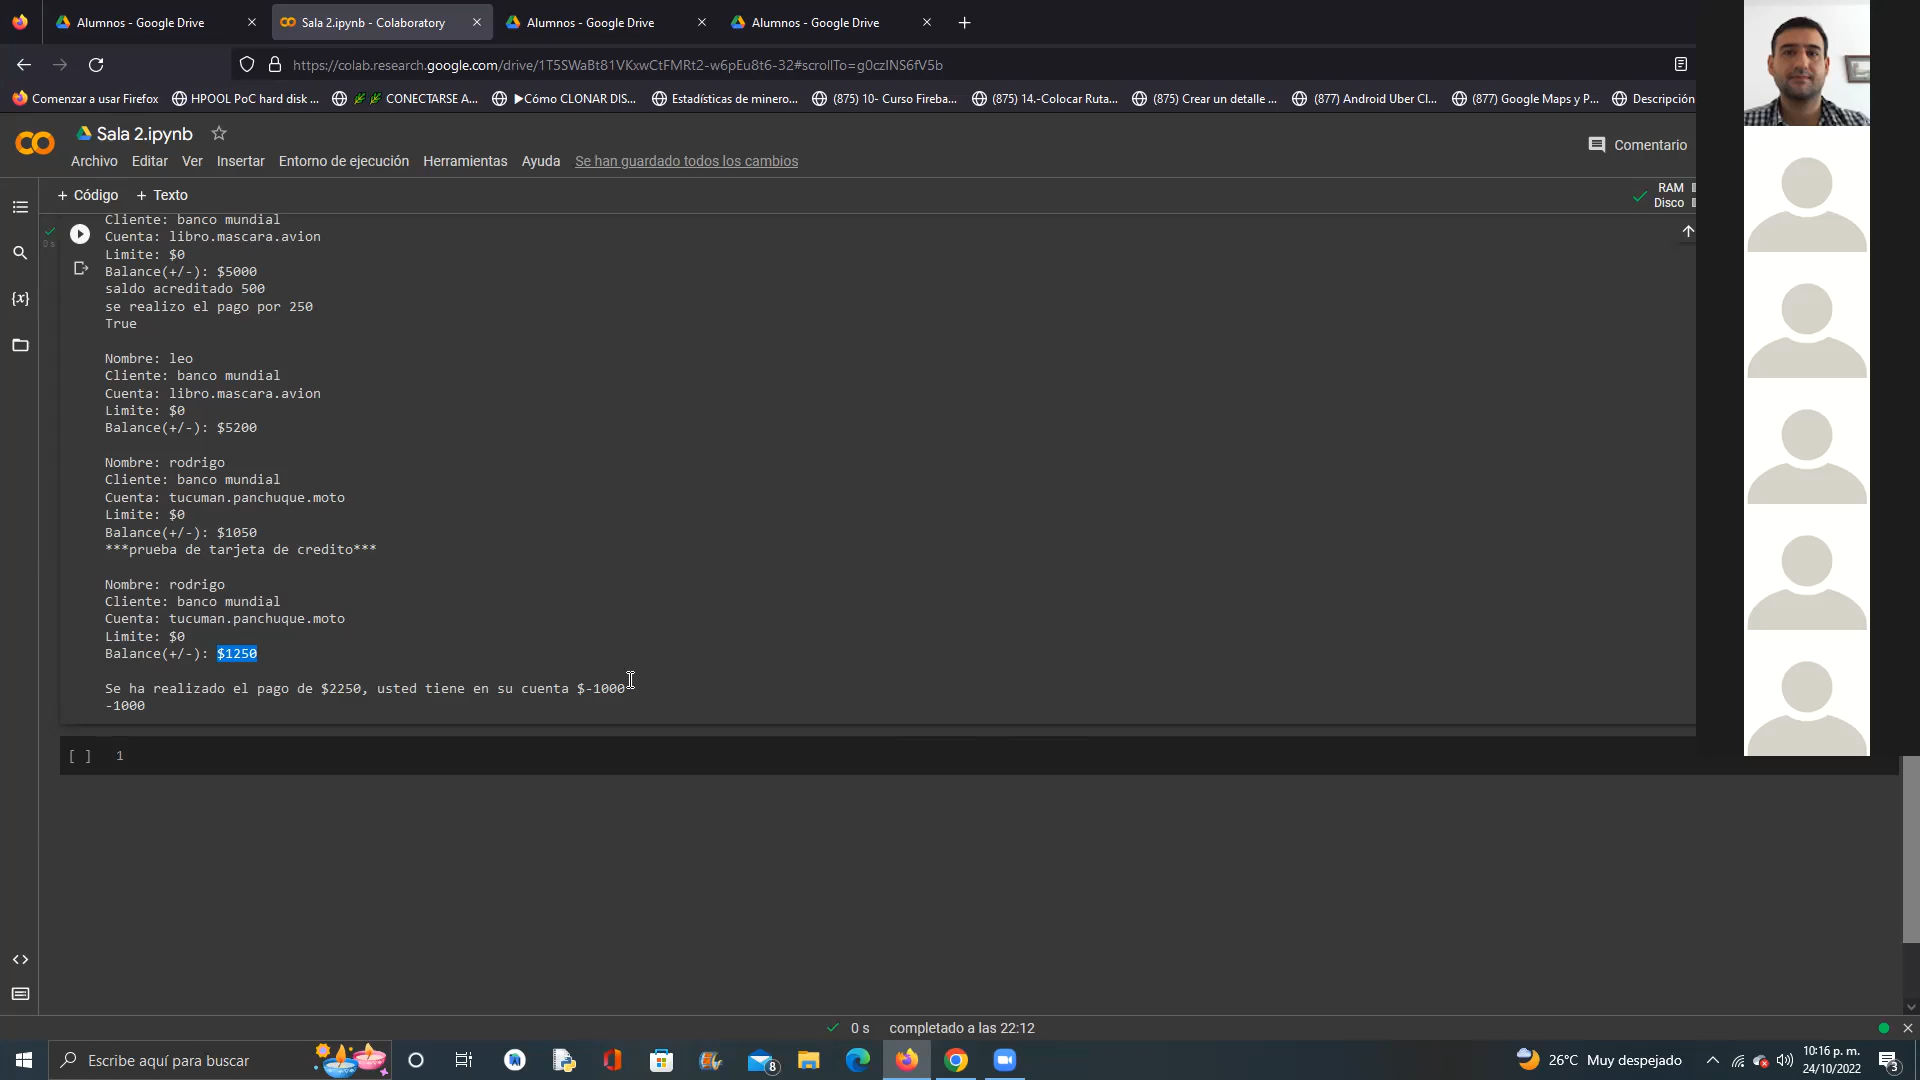 Alumnos - Google Drive
Sala 2.ipynb - Colaboratory
Alumnos - Google Drive
Alumnos - Google Drive
https://colab.research.google.com/drive/1T5SWaBt81VKxwCtFMRt2-w6pEu8t6-32#scrollTo=g0czINS6fV5b
Comenzar a usar Firefox
HPOOL PoC hard disk ...
CONECTARSE A...
▶Cómo CLONAR DIS...
Estadísticas de minero...
(875) 10- Curso Fireba...
(875) 14.-Colocar Ruta...
(875) Crear un detalle ...
(877) Android Uber Cl...
(877) Google Maps y P...
Descripción
Sala 2.ipynb
Comentario
Archivo Editar Ver Insertar Entorno de ejecución Herramientas Ayuda Se han guardado todos los cambios
+ Código + Texto
RAM
Disco
Cliente: banco mundial
Cuenta: libro.mascara.avion
Limite: $0
Balance(+/-): $5000
saldo acreditado 500
se realizo el pago por 250
True
Nombre: leo
Cliente: banco mundial
Cuenta: libro.mascara.avion
Limite: $0
Balance(+/-): $5200
Nombre: rodrigo
Cliente: banco mundial
Cuenta: tucuman.panchuque.moto
Limite: $0
Balance(+/-): $1050
***prueba de tarjeta de credito***
Nombre: rodrigo
Cliente: banco mundial
Cuenta: tucuman.panchuque.moto
Limite: $0
Balance(+/-): $1250
Se ha realizado el pago de $2250, usted tiene en su cuenta $-1000
-1000
[ ] 1
0 s
0 s completado a las 22:12
Escribe aquí para buscar
8
26°C Muy despejado
10:16 p. m.
24/10/2022
3